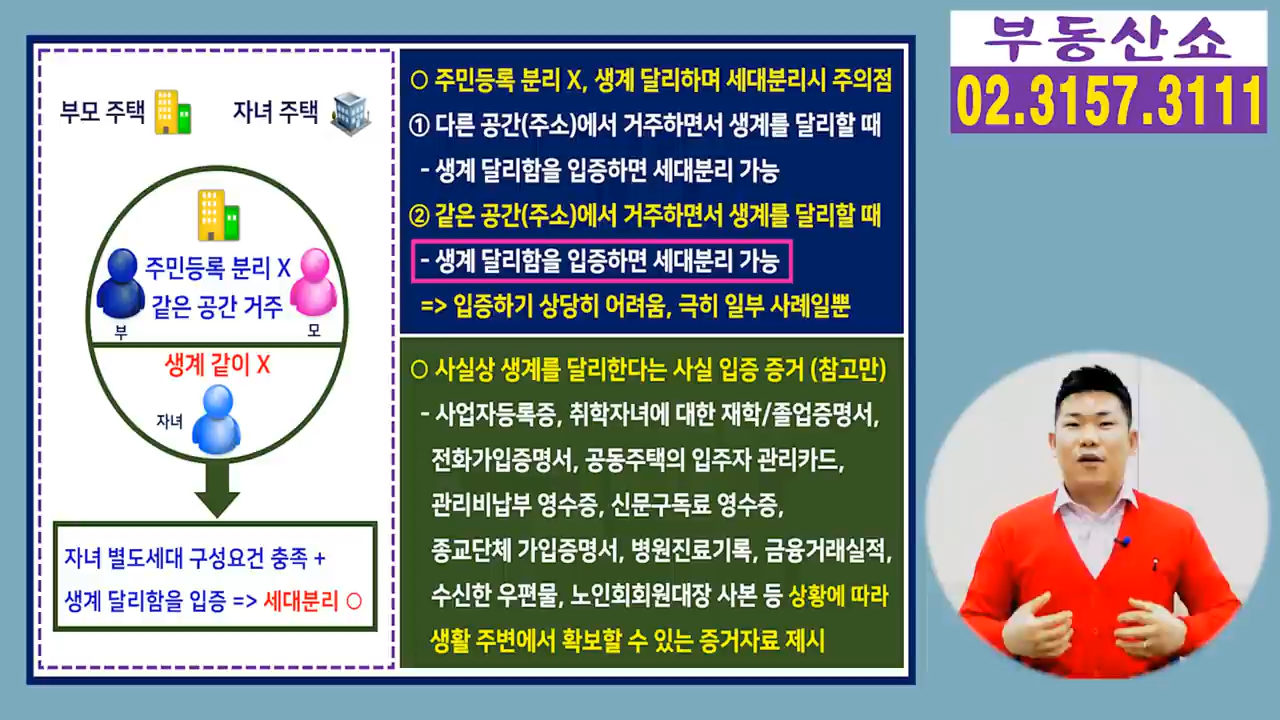 부동산쇼
02.3157.3111
부모 주택
자녀 주택
주민등록 분리 X
같은 공간 거주
부
모
생계 같이 X
자녀
자녀 별도세대 구성요건 충족 +
생계 달리함을 입증 => 세대분리 ○
○ 주민등록 분리 X, 생계 달리하며 세대분리시 주의점
① 다른 공간(주소)에서 거주하면서 생계를 달리할 때
- 생계 달리함을 입증하면 세대분리 가능
② 같은 공간(주소)에서 거주하면서 생계를 달리할 때
- 생계 달리함을 입증하면 세대분리 가능
=> 입증하기 상당히 어려움, 극히 일부 사례일뿐
○ 사실상 생계를 달리한다는 사실 입증 증거 (참고만)
- 사업자등록증, 취학자녀에 대한 재학/졸업증명서,
전화가입증명서, 공동주택의 입주자 관리카드,
관리비납부 영수증, 신문구독료 영수증,
종교단체 가입증명서, 병원진료기록, 금융거래실적,
수신한 우편물, 노인회회원대장 사본 등 상황에 따라
생활 주변에서 확보할 수 있는 증거자료 제시